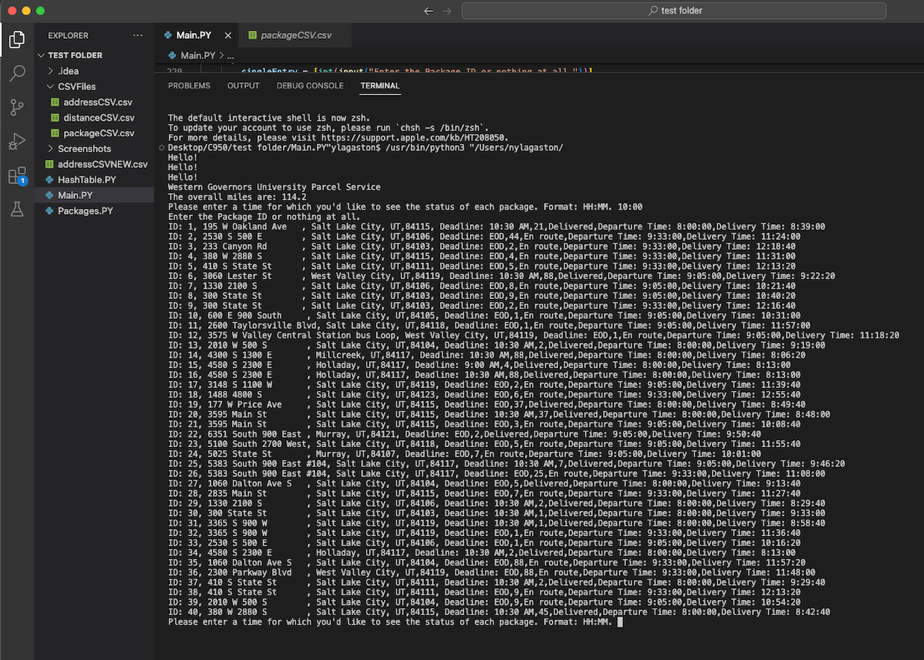 test folder
EXPLORER
Main.PY
packageCSV.csv
TEST FOLDER
.idea
CSVFiles
addressCSV.csv
distanceCSV.csv
packageCSV.csv
Screenshots
addressCSVNEW.csv
HashTable.PY
Main.PY
Packages.PY
1
Main.PY > ...
229 singleEntry = [int(input("Enter the Package ID or nothing at all."))]
PROBLEMS OUTPUT DEBUG CONSOLE TERMINAL
The default interactive shell is now zsh.
To update your account to use zsh, please run `chsh -s /bin/zsh`.
For more details, please visit https://support.apple.com/kb/HT208050.
Desktop/C950/test folder/Main.PY"ylagaston$ /usr/bin/python3 "/Users/nylagaston/
Hello!
Hello!
Hello!
Western Governors University Parcel Service
The overall miles are: 114.2
Please enter a time for which you'd like to see the status of each package. Format: HH:MM. 10:00
Enter the Package ID or nothing at all.
ID: 1, 195 W Oakland Ave , Salt Lake City, UT,84115, Deadline: 10:30 AM,21,Delivered,Departure Time: 8:00:00,Delivery Time: 8:39:00
ID: 2, 2530 S 500 E , Salt Lake City, UT,84106, Deadline: EOD,44,En route,Departure Time: 9:33:00,Delivery Time: 11:24:00
ID: 3, 233 Canyon Rd , Salt Lake City, UT,84103, Deadline: EOD,2,En route,Departure Time: 9:33:00,Delivery Time: 12:18:40
ID: 4, 380 W 2880 S , Salt Lake City, UT,84115, Deadline: EOD,4,En route,Departure Time: 9:33:00,Delivery Time: 11:31:00
ID: 5, 410 S State St , Salt Lake City, UT,84111, Deadline: EOD,5,En route,Departure Time: 9:33:00,Delivery Time: 12:13:20
ID: 6, 3060 Lester St , West Valley City, UT,84119, Deadline: 10:30 AM,88,Delivered,Departure Time: 9:05:00,Delivery Time: 9:22:20
ID: 7, 1330 2100 S , Salt Lake City, UT,84106, Deadline: EOD,8,En route,Departure Time: 9:05:00,Delivery Time: 10:21:40
ID: 8, 300 State St , Salt Lake City, UT,84103, Deadline: EOD,9,En route,Departure Time: 9:05:00,Delivery Time: 10:40:20
ID: 9, 300 State St , Salt Lake City, UT,84103, Deadline: EOD,2,En route,Departure Time: 9:33:00,Delivery Time: 12:16:40
ID: 10, 600 E 900 South , Salt Lake City, UT,84105, Deadline: EOD,1,En route,Departure Time: 9:05:00,Delivery Time: 10:31:00
ID: 11, 2600 Taylorsville Blvd, Salt Lake City, UT,84118, Deadline: EOD,1,En route,Departure Time: 9:05:00,Delivery Time: 11:57:00
ID: 12, 3575 W Valley Central Station bus Loop, West Valley City, UT,84119, Deadline: EOD,1,En route,Departure Time: 9:05:00,Delivery Time: 11:18:20
ID: 13, 2010 W 500 S , Salt Lake City, UT,84104, Deadline: 10:30 AM,2,Delivered,Departure Time: 8:00:00,Delivery Time: 9:19:00
ID: 14, 4300 S 1300 E , Millcreek, UT,84117, Deadline: 10:30 AM,88,Delivered,Departure Time: 8:00:00,Delivery Time: 8:06:20
ID: 15, 4580 S 2300 E , Holladay, UT,84117, Deadline: 9:00 AM,4,Delivered,Departure Time: 8:00:00,Delivery Time: 8:13:00
ID: 16, 4580 S 2300 E , Holladay, UT,84117, Deadline: 10:30 AM,88,Delivered,Departure Time: 8:00:00,Delivery Time: 8:13:00
ID: 17, 3148 S 1100 W , Salt Lake City, UT,84119, Deadline: EOD,2,En route,Departure Time: 9:05:00,Delivery Time: 11:39:40
ID: 18, 1488 4800 S , Salt Lake City, UT,84123, Deadline: EOD,6,En route,Departure Time: 9:33:00,Delivery Time: 12:55:40
ID: 19, 177 W Price Ave , Salt Lake City, UT,84115, Deadline: EOD,37,Delivered,Departure Time: 8:00:00,Delivery Time: 8:49:40
ID: 20, 3595 Main St , Salt Lake City, UT,84115, Deadline: 10:30 AM,37,Delivered,Departure Time: 8:00:00,Delivery Time: 8:48:00
ID: 21, 3595 Main St , Salt Lake City, UT,84115, Deadline: EOD,3,En route,Departure Time: 9:05:00,Delivery Time: 10:08:40
ID: 22, 6351 South 900 East , Murray, UT,84121, Deadline: EOD,2,Delivered,Departure Time: 9:05:00,Delivery Time: 9:50:40
ID: 23, 5100 South 2700 West, Salt Lake City, UT,84118, Deadline: EOD,5,En route,Departure Time: 9:05:00,Delivery Time: 11:55:40
ID: 24, 5025 State St , Murray, UT,84107, Deadline: EOD,7,En route,Departure Time: 9:05:00,Delivery Time: 10:01:00
ID: 25, 5383 South 900 East #104, Salt Lake City, UT,84117, Deadline: 10:30 AM,7,Delivered,Departure Time: 9:05:00,Delivery Time: 9:46:20
ID: 26, 5383 South 900 East #104, Salt Lake City, UT,84117, Deadline: EOD,25,En route,Departure Time: 9:33:00,Delivery Time: 11:08:00
ID: 27, 1060 Dalton Ave S , Salt Lake City, UT,84104, Deadline: EOD,5,Delivered,Departure Time: 8:00:00,Delivery Time: 9:13:40
ID: 28, 2835 Main St , Salt Lake City, UT,84115, Deadline: EOD,7,En route,Departure Time: 9:33:00,Delivery Time: 11:27:40
ID: 29, 1330 2100 S , Salt Lake City, UT,84106, Deadline: 10:30 AM,2,Delivered,Departure Time: 8:00:00,Delivery Time: 8:29:40
ID: 30, 300 State St , Salt Lake City, UT,84103, Deadline: 10:30 AM,1,Delivered,Departure Time: 8:00:00,Delivery Time: 9:33:00
ID: 31, 3365 S 900 W , Salt Lake City, UT,84119, Deadline: 10:30 AM,1,Delivered,Departure Time: 8:00:00,Delivery Time: 8:58:40
ID: 32, 3365 S 900 W , Salt Lake City, UT,84119, Deadline: EOD,1,En route,Departure Time: 9:33:00,Delivery Time: 11:36:40
ID: 33, 2530 S 500 E , Salt Lake City, UT,84106, Deadline: EOD,1,En route,Departure Time: 9:05:00,Delivery Time: 10:16:20
ID: 34, 4580 S 2300 E , Holladay, UT,84117, Deadline: 10:30 AM,2,Delivered,Departure Time: 8:00:00,Delivery Time: 8:13:00
ID: 35, 1060 Dalton Ave S , Salt Lake City, UT,84104, Deadline: EOD,88,En route,Departure Time: 9:33:00,Delivery Time: 11:57:20
ID: 36, 2300 Parkway Blvd , West Valley City, UT,84119, Deadline: EOD,88,En route,Departure Time: 9:33:00,Delivery Time: 11:48:00
ID: 37, 410 S State St , Salt Lake City, UT,84111, Deadline: 10:30 AM,2,Delivered,Departure Time: 8:00:00,Delivery Time: 9:29:40
ID: 38, 410 S State St , Salt Lake City, UT,84111, Deadline: EOD,9,En route,Departure Time: 9:33:00,Delivery Time: 12:13:20
ID: 39, 2010 W 500 S , Salt Lake City, UT,84104, Deadline: EOD,9,En route,Departure Time: 9:05:00,Delivery Time: 10:54:20
ID: 40, 380 W 2880 S , Salt Lake City, UT,84115, Deadline: 10:30 AM,45,Delivered,Departure Time: 8:00:00,Delivery Time: 8:42:40
Please enter a time for which you'd like to see the status of each package. Format: HH:MM.